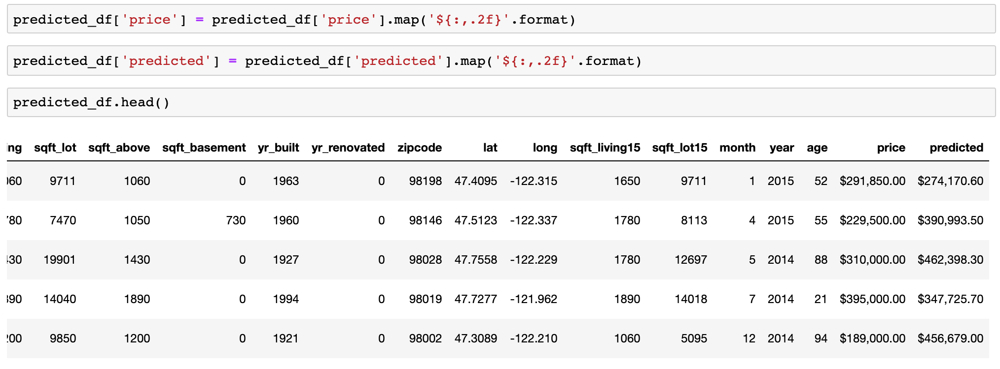 predicted_df['price'] = predicted_df['price'].map('${:,.2f}'.format)
predicted_df['predicted'] = predicted_df['predicted'].map('${:,.2f}'.format)
predicted_df.head()
ing sqft_lot sqft_above sqft_basement yr_built yr_renovated zipcode lat long sqft_living15 sqft_lot15 month year age price predicted
060 9711 1060 0 1963 0 98198 47.4095 -122.315 1650 9711 1 2015 52 $291,850.00 $274,170.60
780 7470 1050 730 1960 0 98146 47.5123 -122.337 1780 8113 4 2015 55 $229,500.00 $390,993.50
430 19901 1430 0 1927 0 98028 47.7558 -122.229 1780 12697 5 2014 88 $310,000.00 $462,398.30
890 14040 1890 0 1994 0 98019 47.7277 -121.962 1890 14018 7 2014 21 $395,000.00 $347,725.70
200 9850 1200 0 1921 0 98002 47.3089 -122.210 1060 5095 12 2014 94 $189,000.00 $456,679.00